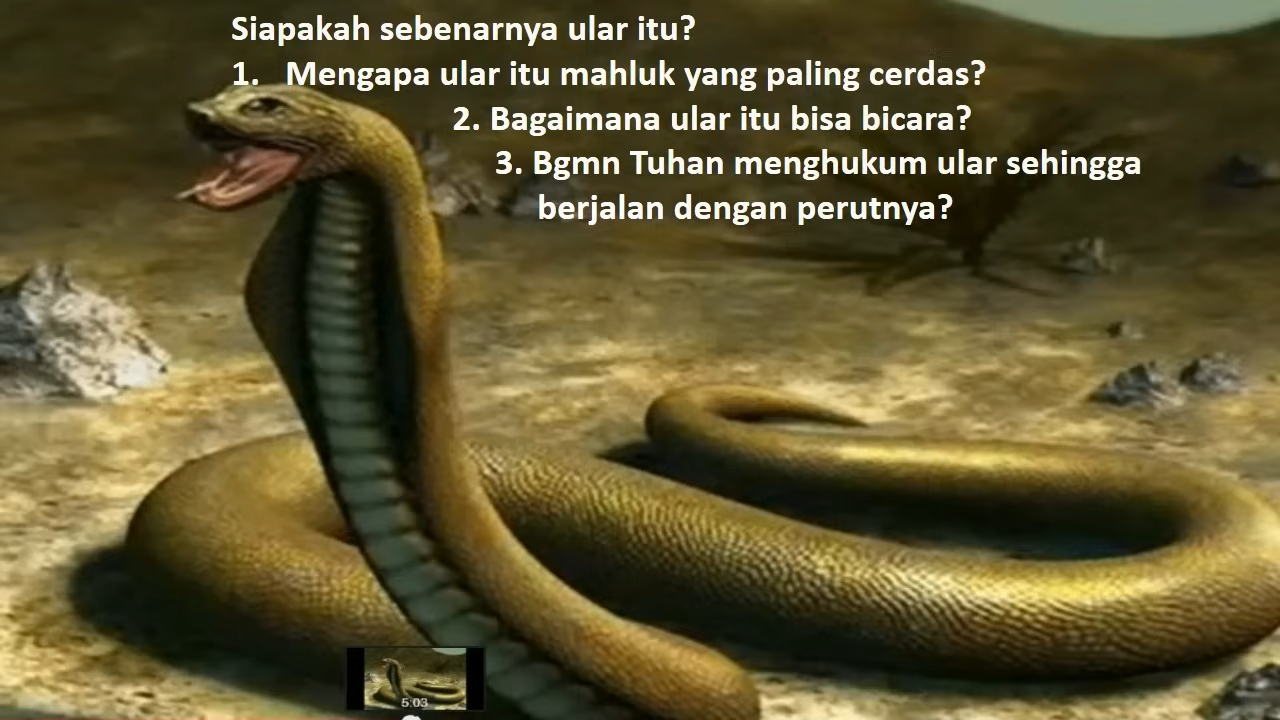 Siapakah sebenarnya ular itu?
1. Mengapa ular itu mahluk yang paling cerdas?
2. Bagaimana ular itu bisa bicara?
3. Bgmn Tuhan menghukum ular sehingga
berjalan dengan perutnya?
5:03